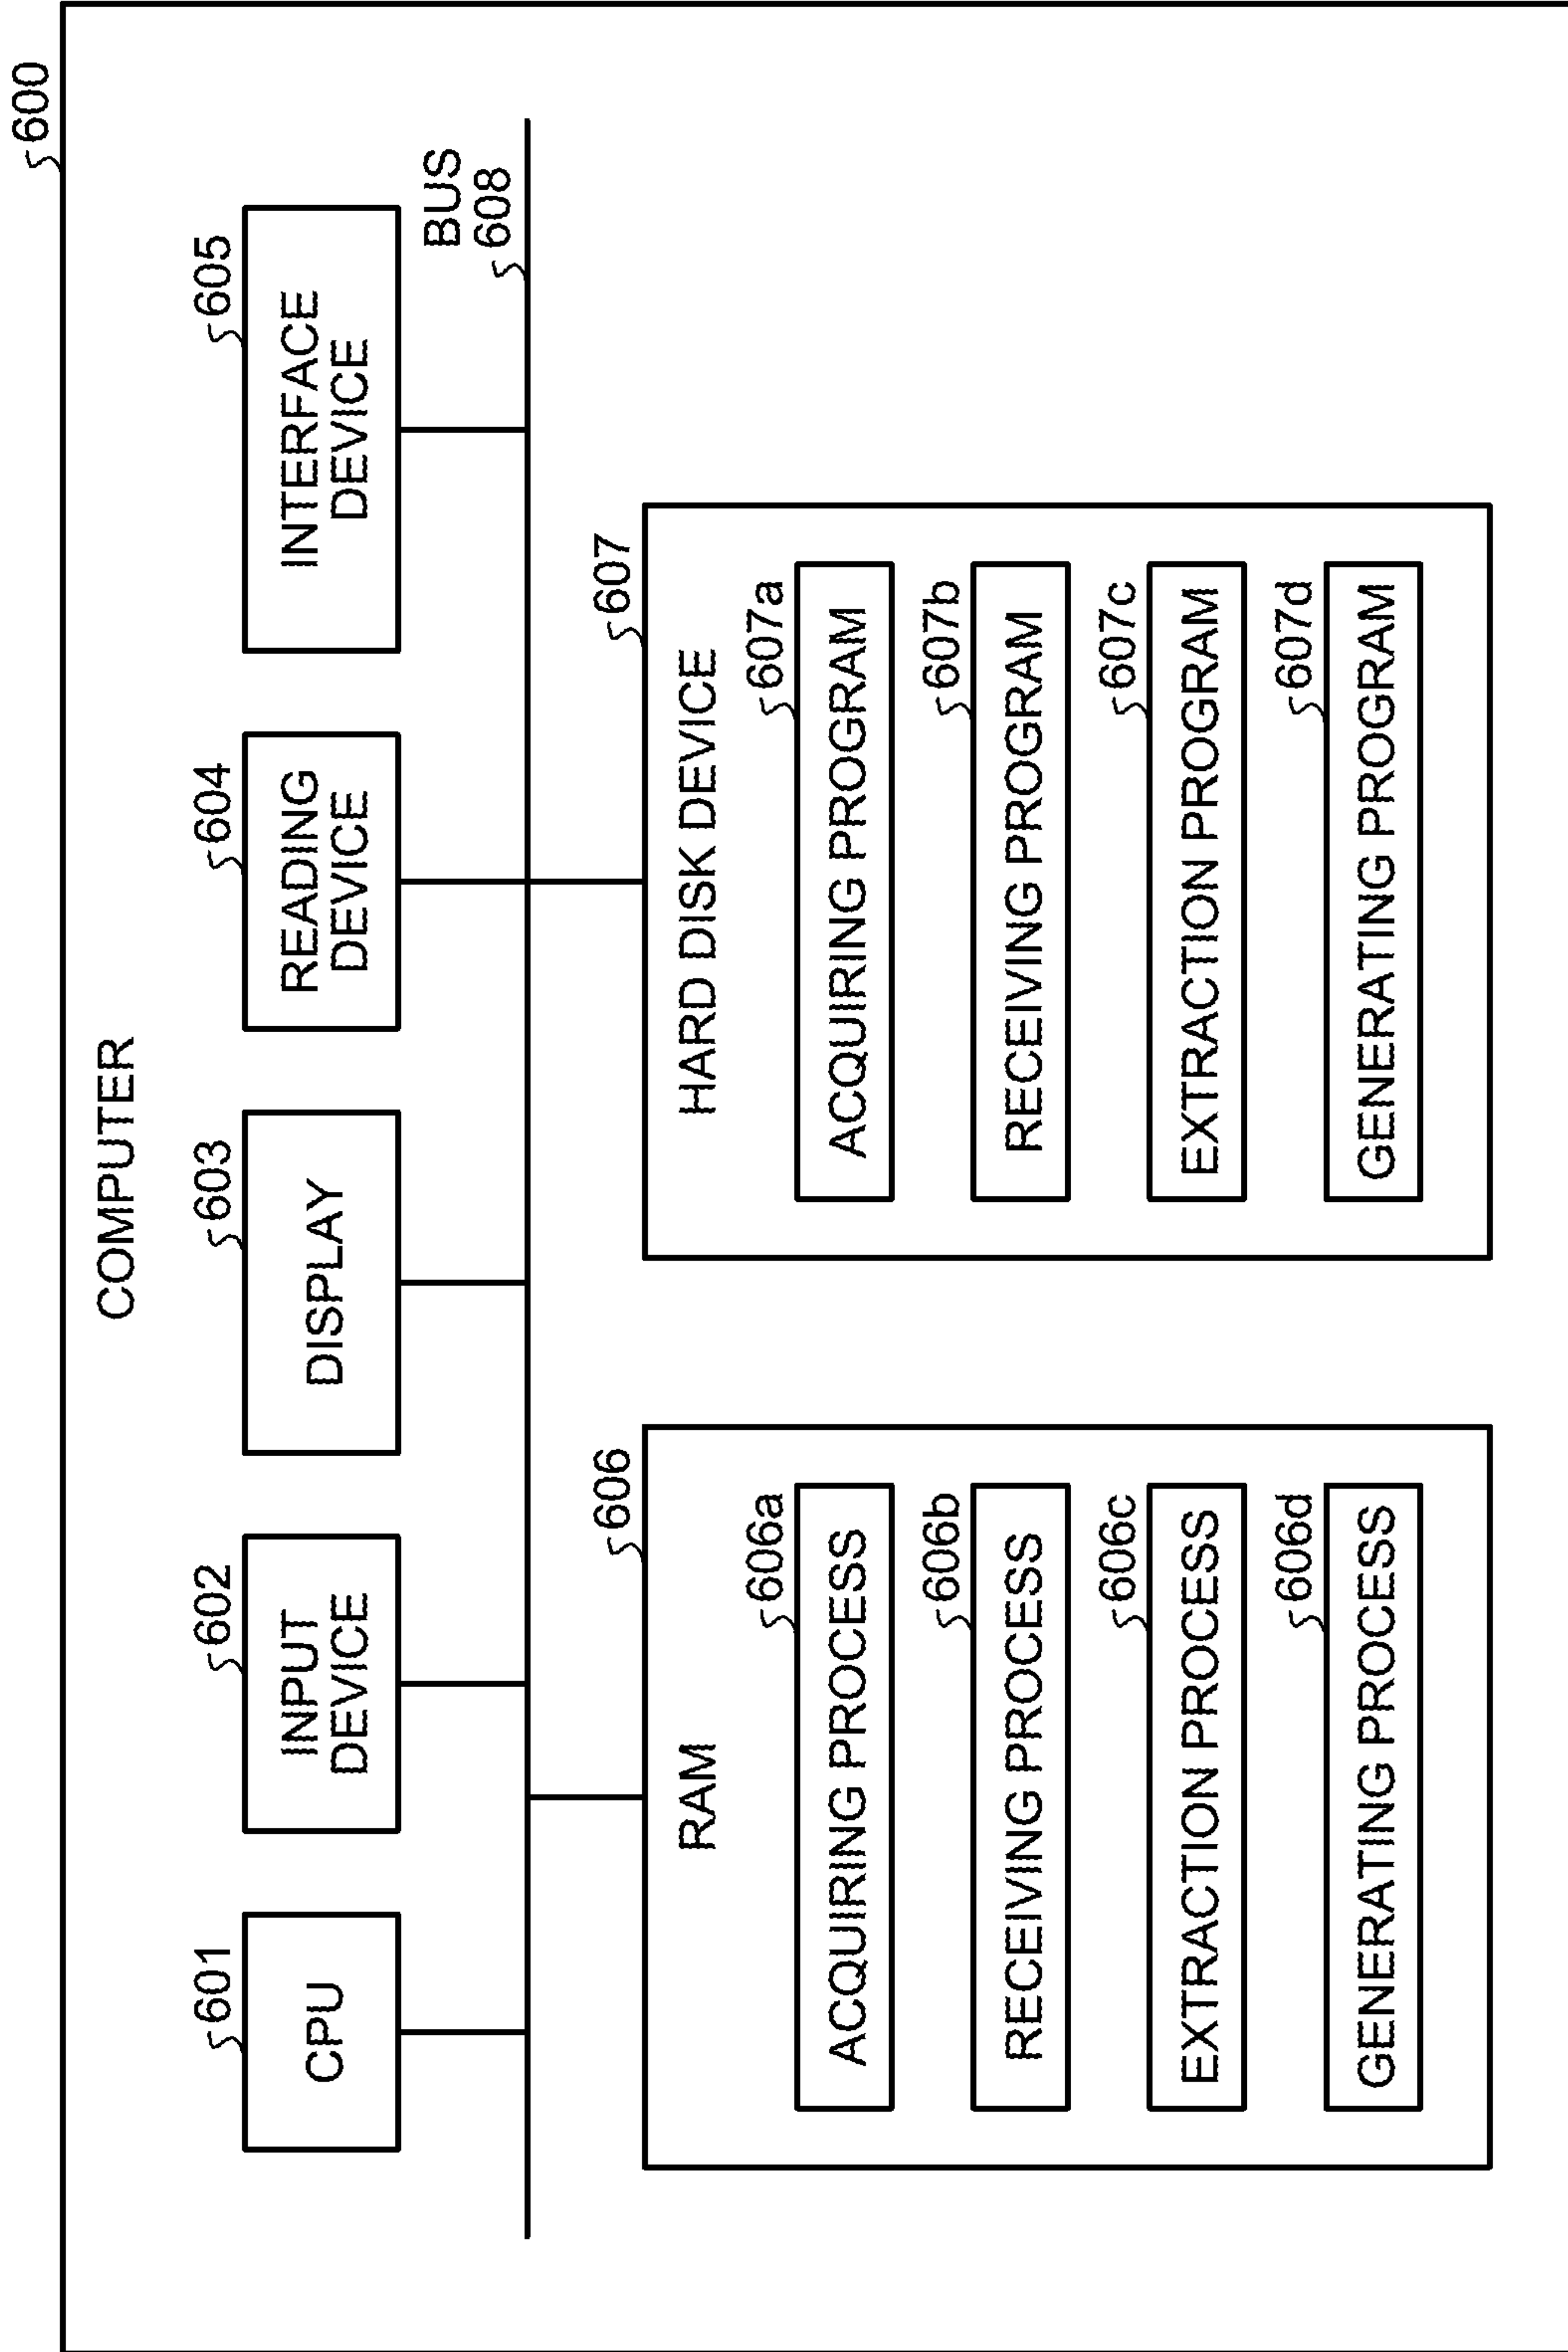 600
COMPUTER
601
CPU
602
INPUT
DEVICE
603
DISPLAY
604
READING
DEVICE
605
INTERFACE
DEVICE
BUS
608
606
RAM
606a
ACQUIRING PROCESS
606b
RECEIVING PROCESS
606c
EXTRACTION PROCESS
606d
GENERATING PROCESS
607
HARD DISK DEVICE
607a
ACQUIRING PROGRAM
607b
RECEIVING PROGRAM
607c
EXTRACTION PROGRAM
607d
GENERATING PROGRAM